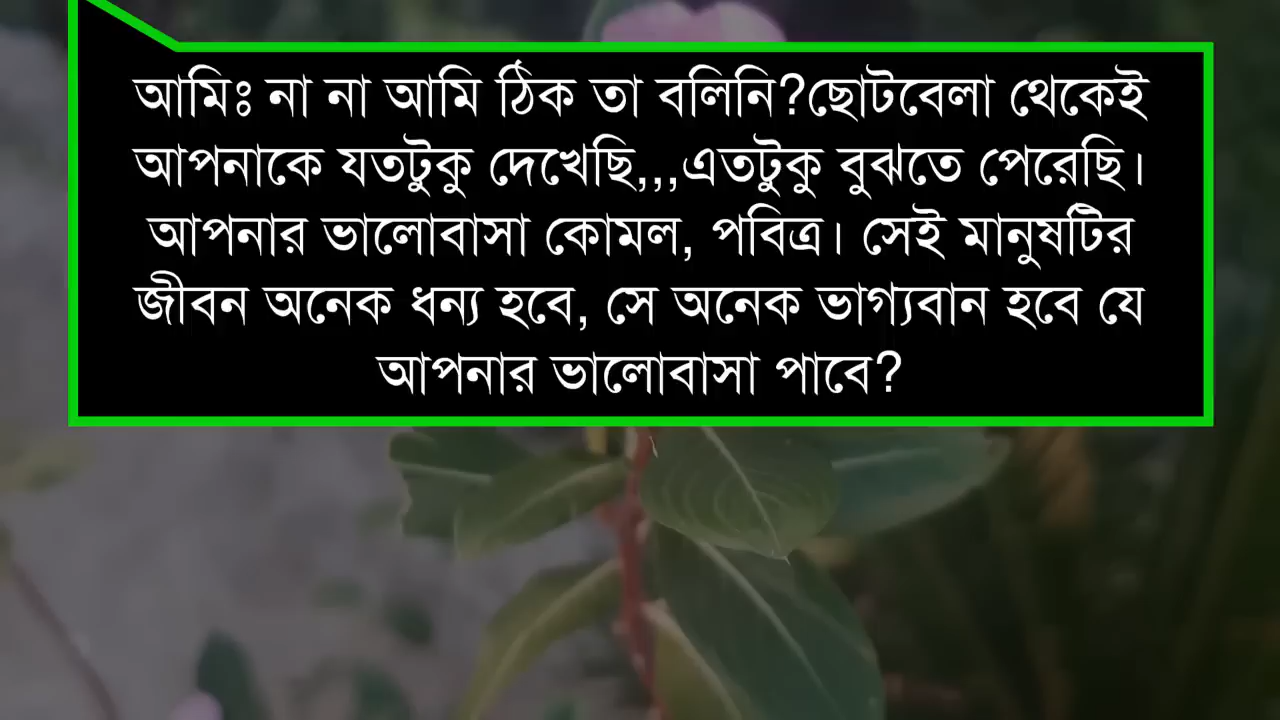 আমিঃ না না আমি ঠিক তা বলিনি?ছোটবেলা থেকেই
আপনাকে যতটুকু দেখেছি,,,এতটুকু বুঝতে পেরেছি।
আপনার ভালোবাসা কোমল, পবিত্র। সেই মানুষটির
জীবন অনেক ধন্য হবে, সে অনেক ভাগ্যবান হবে যে
আপনার ভালোবাসা পাবে?